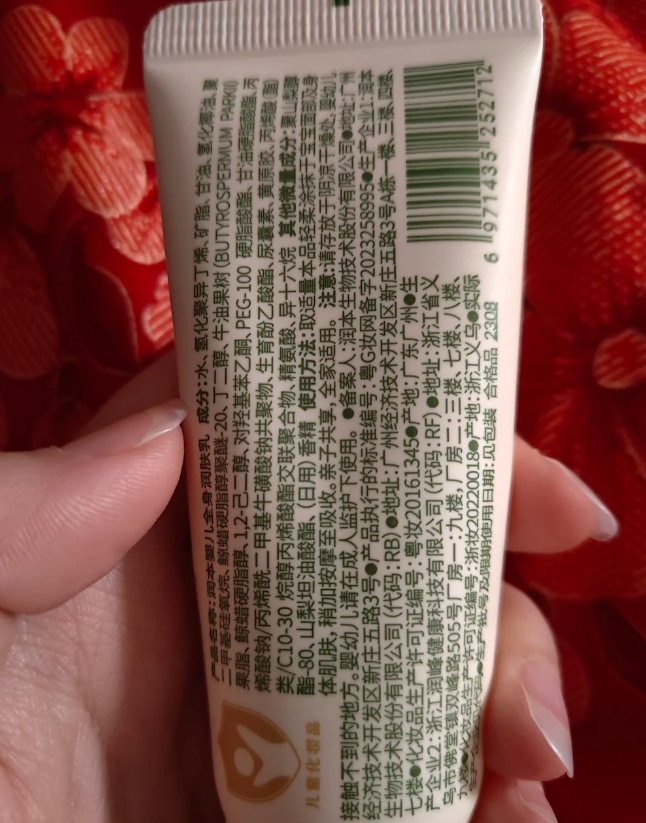 产品名称:润本婴儿全身润肤乳 成分:水、氢化聚异丁烯、矿脂、甘油、氢化椰油、聚
二甲基硅氧烷、鲸蜡硬脂醇聚醚-20、丁二醇、牛油果树(BUTYROSPERMUM PARKII)
果脂、鲸蜡硬脂醇、1,2-己二醇、对羟基苯乙酮、PEG-100 硬脂酸酯、甘油硬脂酸酯、丙
烯酸钠/丙烯酰二甲基牛磺酸钠共聚物、生育酚乙酸酯、尿囊素、黄原胶、丙烯酸(酯)
类/C10-30 烷醇丙烯酸酯交联聚合物、精氨酸、异十六烷 其他微量成分:聚山梨醇
酯-80、山梨坦油酸酯、(日用)香精 使用方法:取适量本品轻柔涂抹于宝宝面部及身
体肌肤,稍加按摩至吸收。亲子共享,全家适用。 注意:请存放于阴凉干燥处,婴幼儿
接触不到的地方。婴幼儿请在成人监护下使用。●备案人:润本生物技术股份有限公司●地址:广州
经济技术开发区新庄五路3号●产品执行的标准编号:粤G妆网备字2023258995●生产企业1:润本
生物技术股份有限公司(代码:RB)●地址:广州经济技术开发区新庄五路3号A栋一楼、三楼、四楼、
七楼●化妆品生产许可证编号:粤妆20161345●产地:广东广州●生
产企业2:浙江润峰健康科技有限公司(代码:RF)●地址:浙江省义
乌市佛堂镇双峰路505号厂房一:九楼,厂房二:三楼、七楼、八楼、
九楼●化妆品生产许可证编号:浙妆20220018●产地:浙江义乌●实际
生产批号及限期使用日期:见包装 合格品 2308
6 971435 252712
儿童化妆品